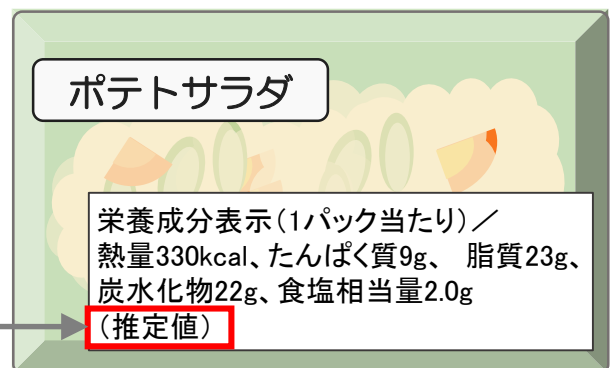 ポテトサラダ
栄養成分表示(1パック当たり)／
熱量330kcal、たんぱく質9g、 脂質23g、
炭水化物22g、食塩相当量2.0g
(推定値)